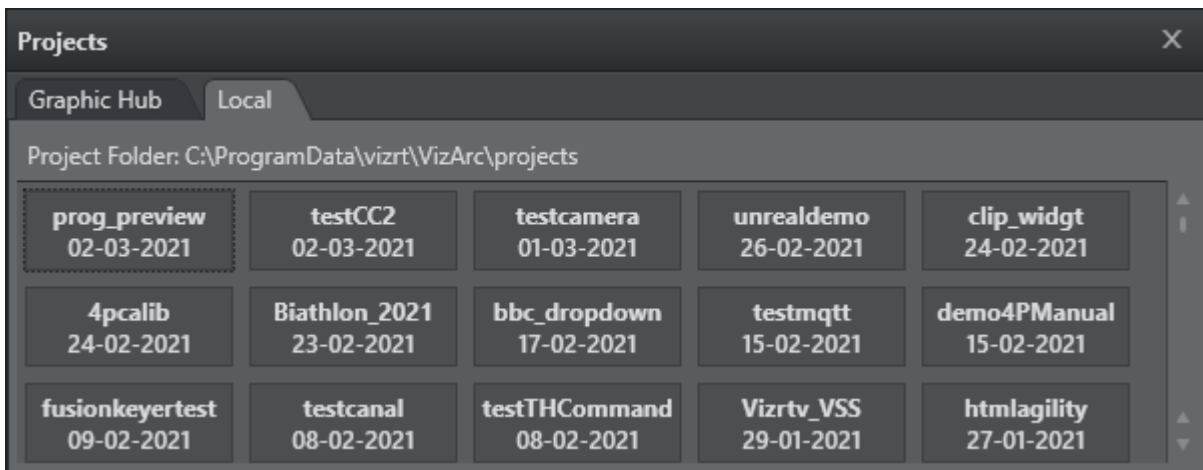 Projects
X
Graphic Hub
Local
Project Folder: C:\ProgramData\vizrt\VizArc\projects
prog_preview
02-03-2021
testCC2
02-03-2021
testcamera
01-03-2021
unrealdemo
26-02-2021
clip_widgt
24-02-2021
4pcalib
24-02-2021
Biathlon_2021
23-02-2021
bbc_dropdown
17-02-2021
testmqtt
15-02-2021
demo4PManual
15-02-2021
fusionkeyertest
09-02-2021
testcanal
08-02-2021
testTHCommand
08-02-2021
Vizrtv_VSS
29-01-2021
htmlagility
27-01-2021